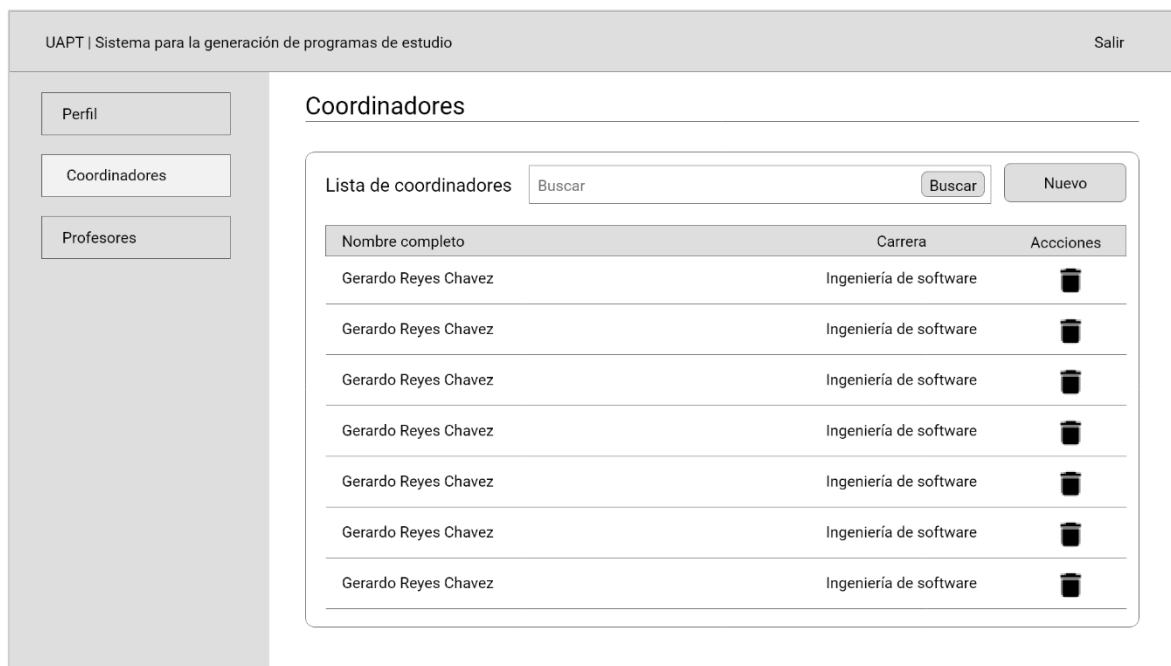 UAPT | Sistema para la generación de programas de estudio Salir
Perfil
Coordinadores
Profesores
Coordinadores
Lista de coordinadores Buscar Buscar Nuevo
Nombre completo Carrera Accciones
Gerardo Reyes Chavez Ingeniería de software
Gerardo Reyes Chavez Ingeniería de software
Gerardo Reyes Chavez Ingeniería de software
Gerardo Reyes Chavez Ingeniería de software
Gerardo Reyes Chavez Ingeniería de software
Gerardo Reyes Chavez Ingeniería de software
Gerardo Reyes Chavez Ingeniería de software